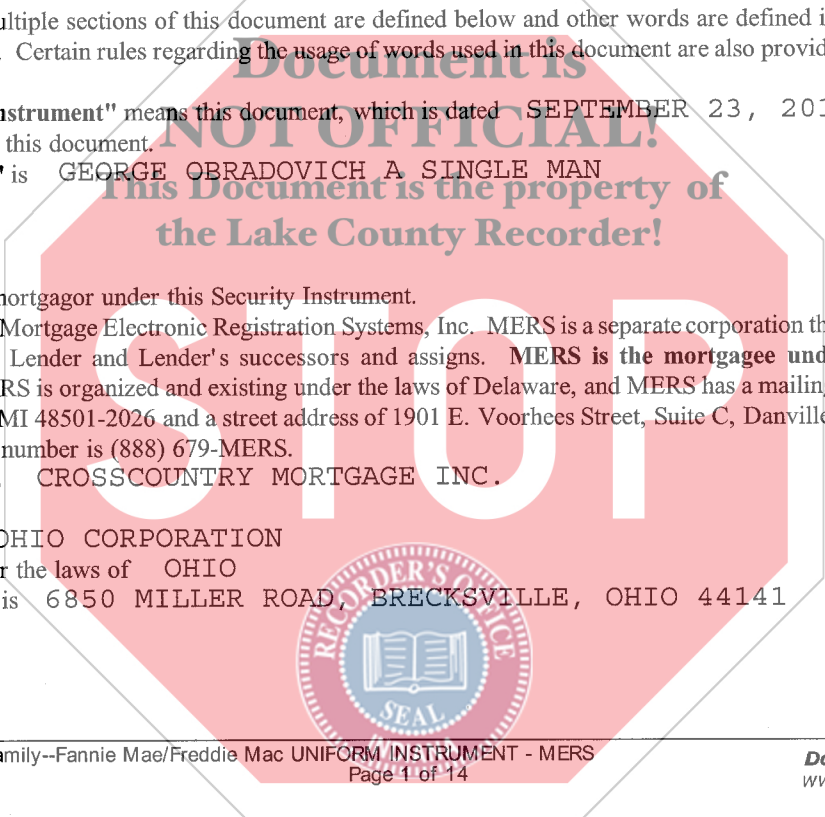 ultiple sections of this document are defined below and other words are defined i
. Certain rules regarding the usage of words used in this document are also provid
Document is
nstrument" means this document, which is dated SEPTEMBER 23, 201
this document.
NOT OFFICIAL!
" is GEORGE OBRADOVICH A SINGLE MAN
This Document is the property of
the Lake County Recorder!
mortgagor under this Security Instrument.
Mortgage Electronic Registration Systems, Inc. MERS is a separate corporation th
Lender and Lender's successors and assigns. MERS is the mortgagee und
RS is organized and existing under the laws of Delaware, and MERS has a mailing
MI 48501-2026 and a street address of 1901 E. Voorhees Street, Suite C, Danville
number is (888) 679-MERS.
STOP
. CROSSCOUNTRY MORTGAGE INC.
OHIO CORPORATION
r the laws of OHIO
is 6850 MILLER ROAD, BRECKSVILLE, OHIO 44141
RECORDER'S OFFICE
SEAL
INDIANA
amily--Fannie Mae/Freddie Mac UNIFORM INSTRUMENT - MERS
Page 1 of 14
Do
ww